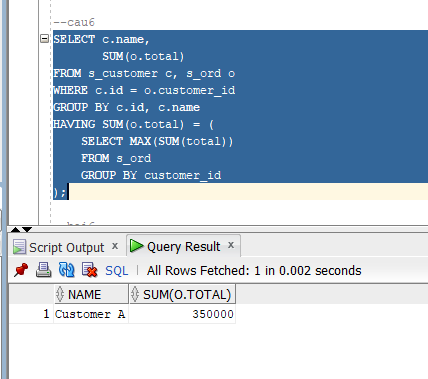 --cau6
SELECT c.name,
SUM(o.total)
FROM s_customer c, s_ord o
WHERE c.id = o.customer_id
GROUP BY c.id, c.name
HAVING SUM(o.total) = (
SELECT MAX(SUM(total))
FROM s_ord
GROUP BY customer_id
);
Script Output x
Query Result x
SQL | All Rows Fetched: 1 in 0.002 seconds
NAME SUM(O.TOTAL)
1 Customer A 350000